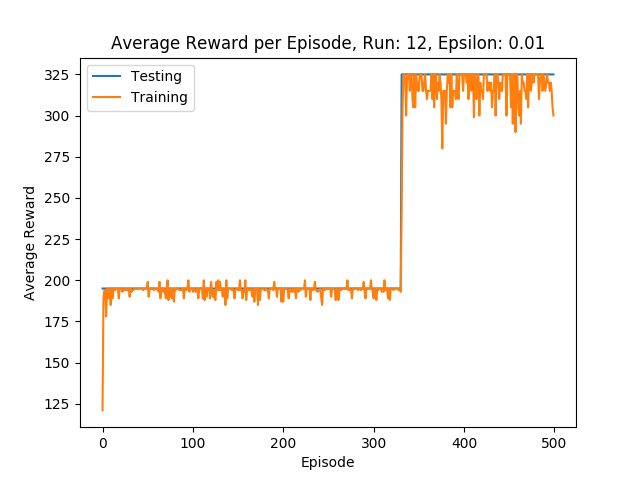 Average Reward per Episode, Run: 12, Epsilon: 0.01
Testing
Training
Average Reward
325
300
275
250
225
200
175
150
125
0 100 200 300 400 500
Episode